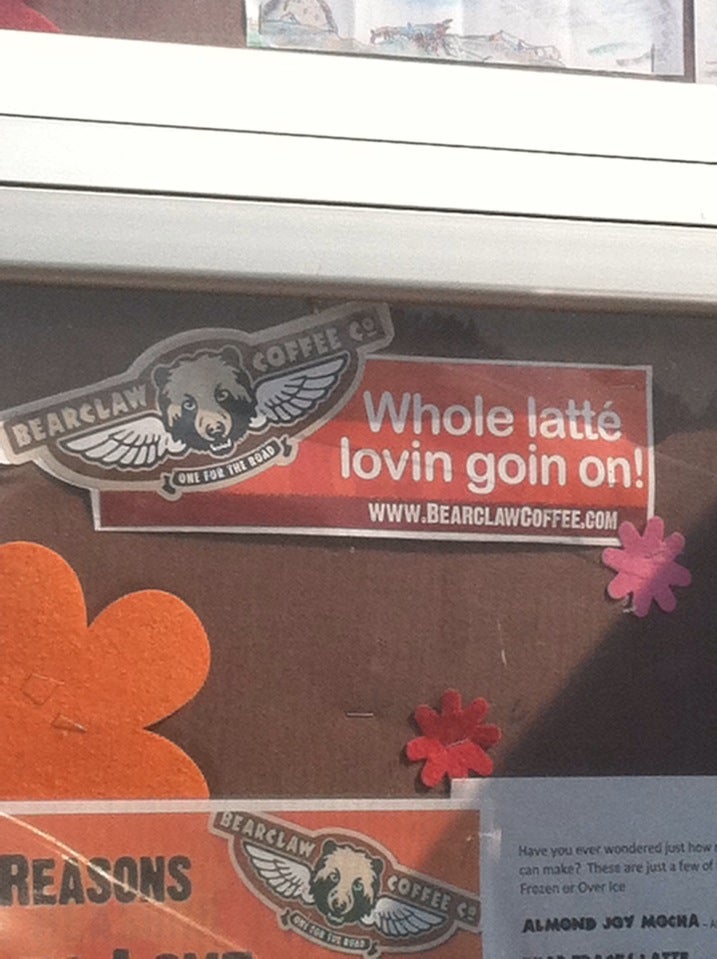 BEARCLAW COFFEE CO
ONE FOR THE ROAD
Whole latté
lovin goin on!
WWW.BEARCLAWCOFFEE.COM
REASONS
BEARCLAW COFFEE CO
ONE FOR THE ROAD
Have you ever wondered just how
can make? These are just a few of
Frozen or Over Ice
ALMOND JOY MOCHA -
LATTE